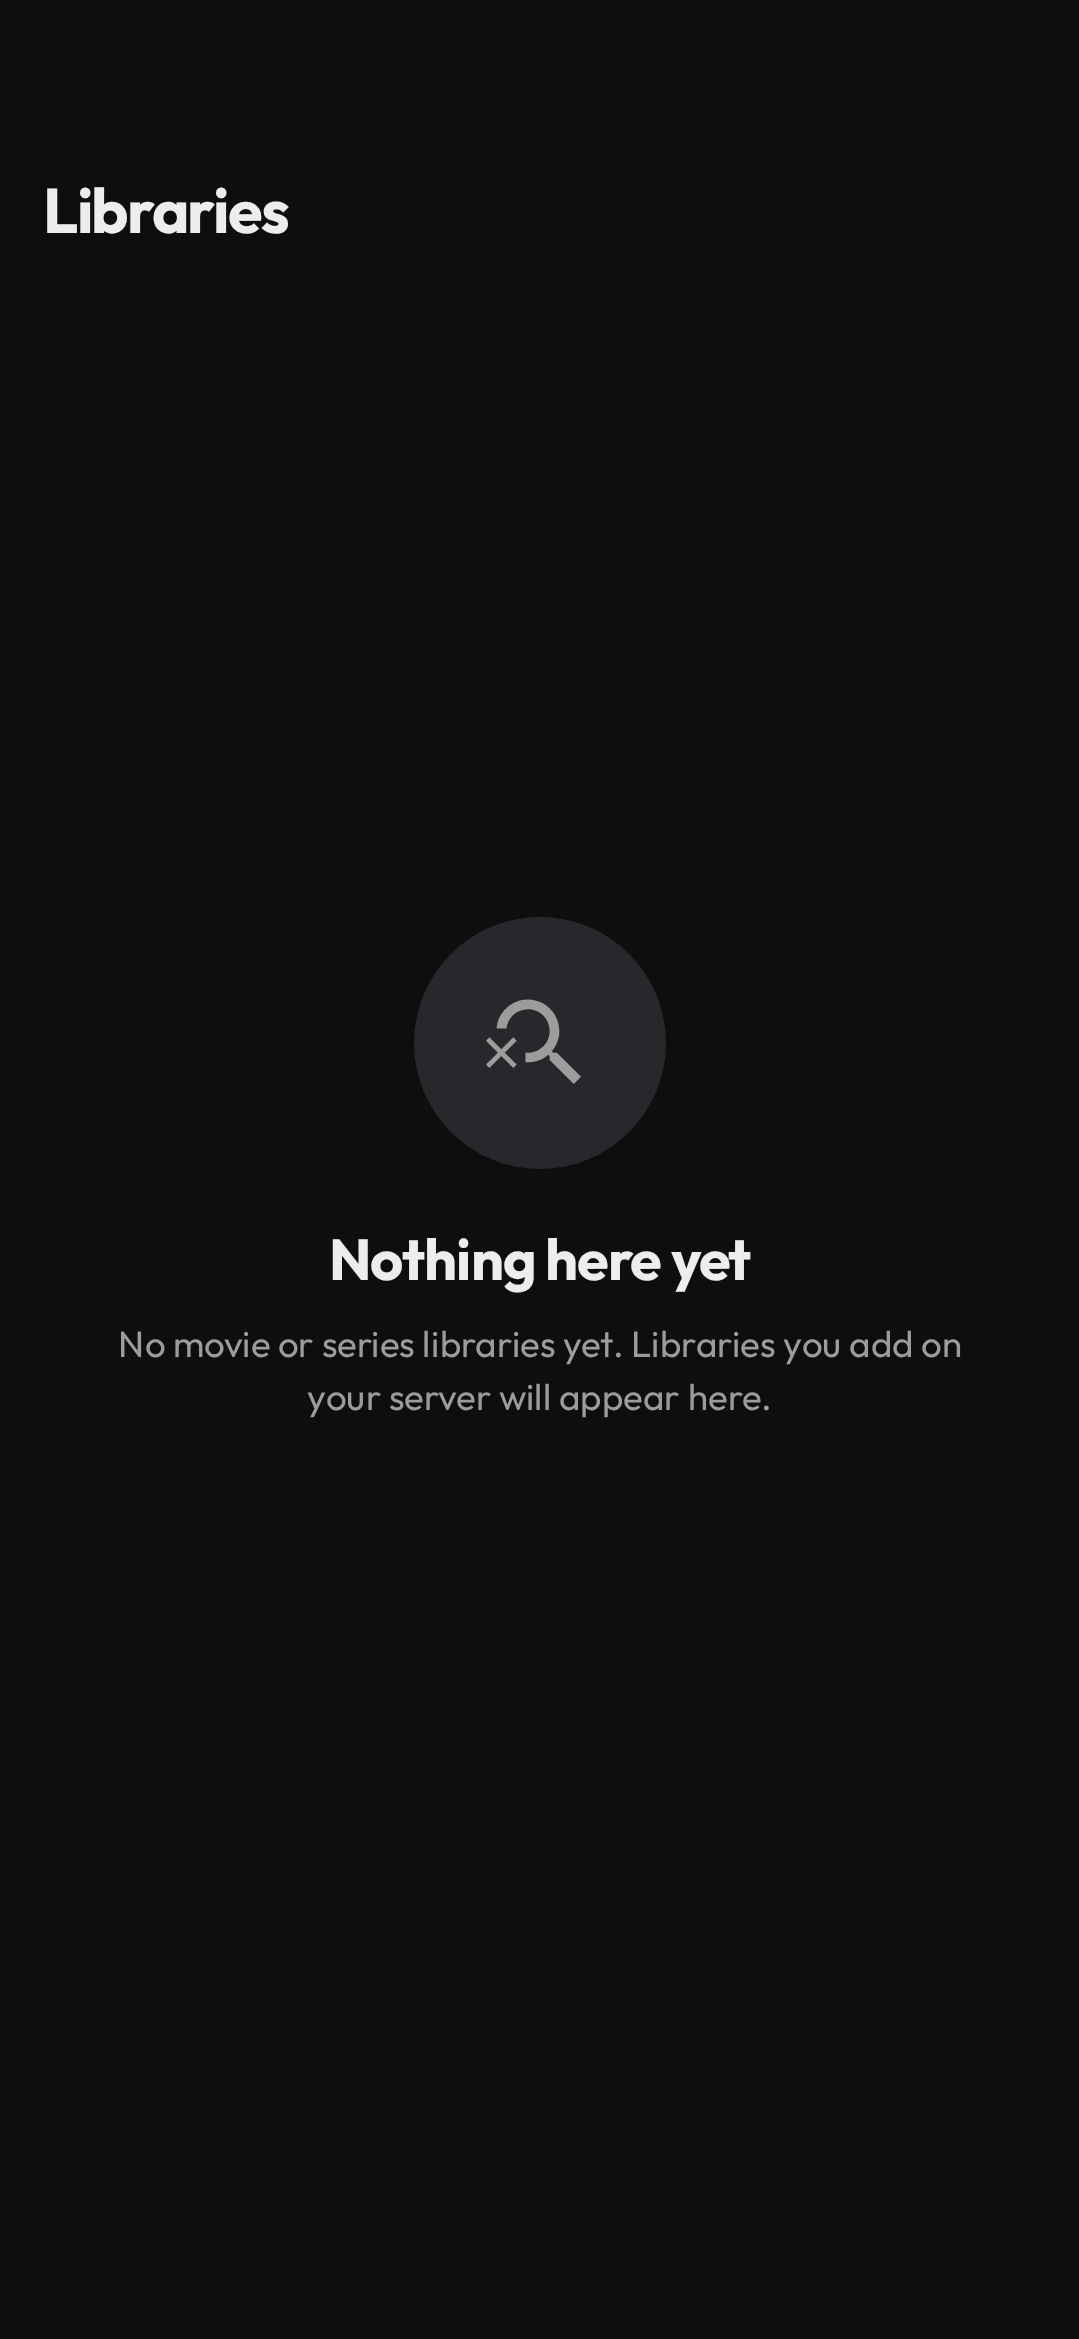 Libraries
Nothing here yet
No movie or series libraries yet. Libraries you add on
your server will appear here.